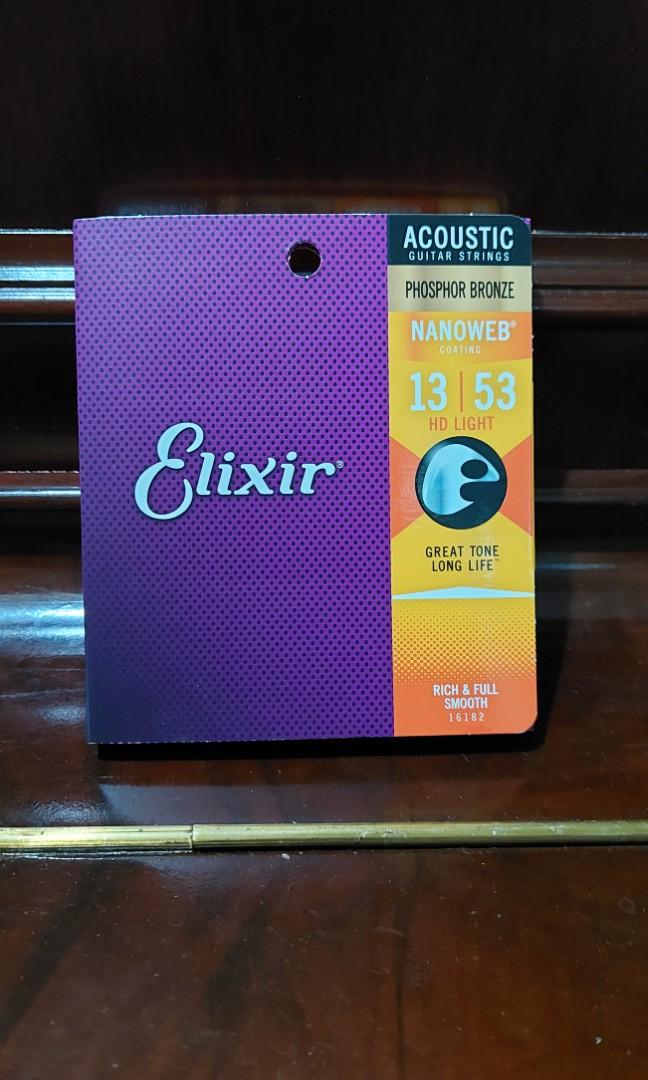 ACOUSTIC
GUITAR STRINGS
PHOSPHOR BRONZE
NANOWEB®
COATING
13 | 53
HD LIGHT
Elixir®
GREAT TONE
LONG LIFE™
RICH & FULL
SMOOTH
16182